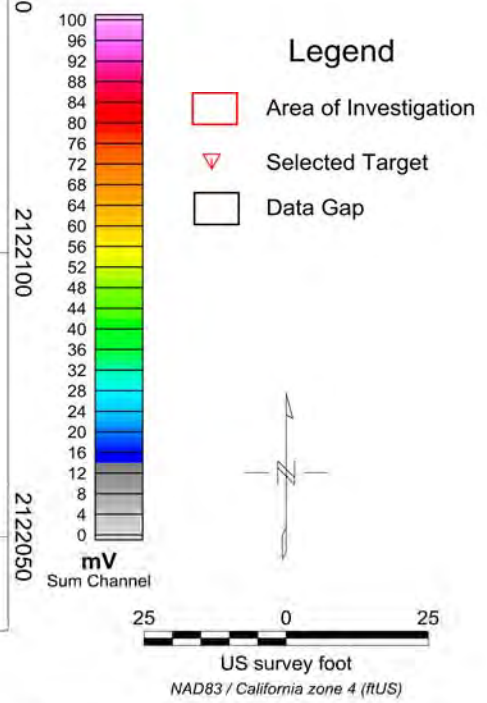 0
2122100
2122050
100
96
92
88
84
80
76
72
68
64
60
56
52
48
44
40
36
32
28
24
20
16
12
8
4
0
mV
Sum Channel
Legend
Area of Investigation
Selected Target
Data Gap
N
25 0 25
US survey foot
NAD83 / California zone 4 (ftUS)